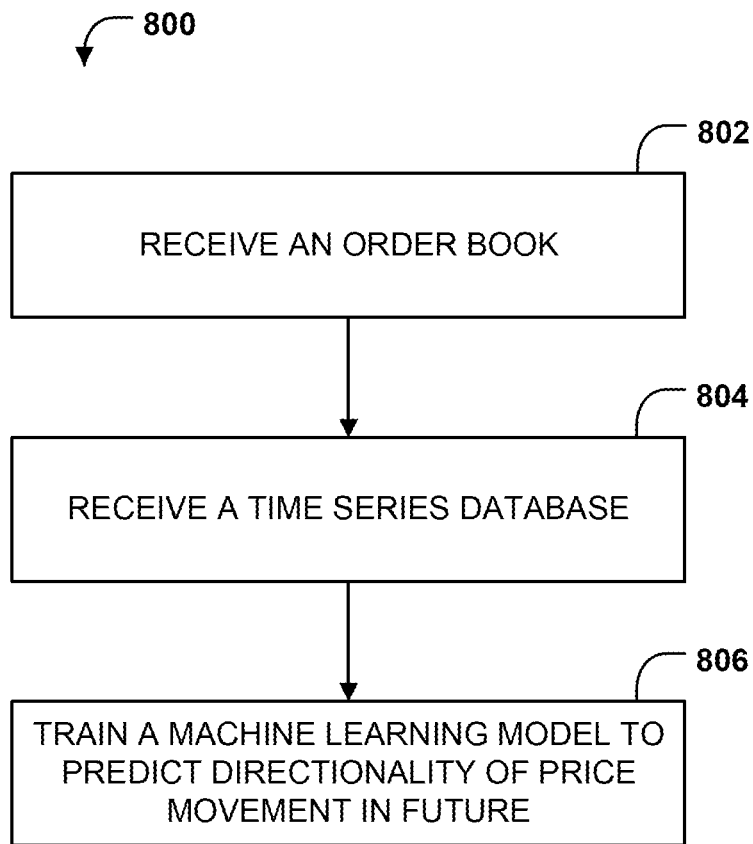 800
802
RECEIVE AN ORDER BOOK
804
RECEIVE A TIME SERIES DATABASE
806
TRAIN A MACHINE LEARNING MODEL TO
PREDICT DIRECTIONALITY OF PRICE
MOVEMENT IN FUTURE